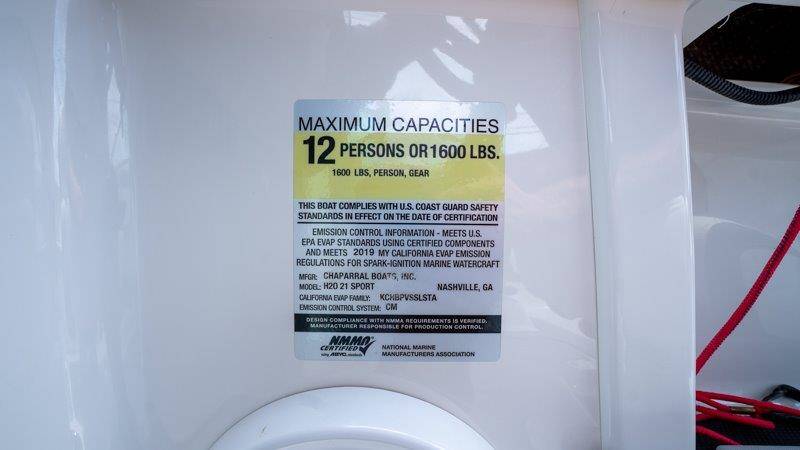 MAXIMUM CAPACITIES
12 PERSONS OR 1600 LBS.
1600 LBS, PERSON, GEAR
THIS BOAT COMPLIES WITH U.S. COAST GUARD SAFETY
STANDARDS IN EFFECT ON THE DATE OF CERTIFICATION
EMISSION CONTROL INFORMATION - MEETS U.S.
EPA EVAP STANDARDS USING CERTIFIED COMPONENTS
AND MEETS 2019 MY CALIFORNIA EVAP EMISSION
REGULATIONS FOR SPARK-IGNITION MARINE WATERCRAFT
MFGR: CHAPARRAL BOATS, INC.
MODEL: H2O 21 SPORT NASHVILLE, GA
CALIFORNIA EVAP FAMILY: KCHBPVSSLSTA
EMISSION CONTROL SYSTEM: CM
DESIGN COMPLIANCE WITH NMMA REQUIREMENTS IS VERIFIED.
MANUFACTURER RESPONSIBLE FOR PRODUCTION CONTROL.
NMMA
CERTIFIED
using ABYC standards
NATIONAL MARINE
MANUFACTURERS ASSOCIATION